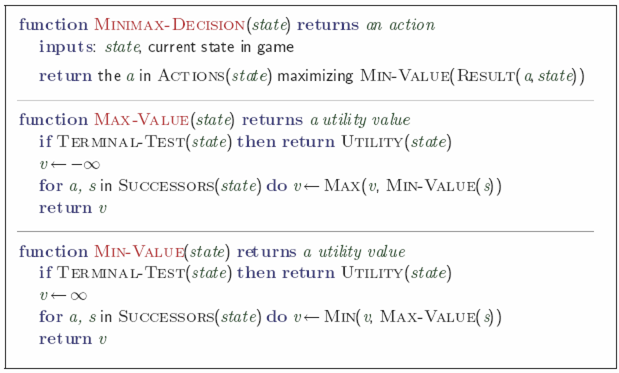 function MINIMAX-DECISION(state) returns an action
inputs: state, current state in game
return the a in ACTIONS(state) maximizing MIN-VALUE(RESULT(a, state))
function MAX-VALUE(state) returns a utility value
if TERMINAL-TEST(state) then return UTILITY(state)
v ← −∞
for a, s in SUCCESSORS(state) do v ← MAX(v, MIN-VALUE(s))
return v
function MIN-VALUE(state) returns a utility value
if TERMINAL-TEST(state) then return UTILITY(state)
v ← ∞
for a, s in SUCCESSORS(state) do v ← MIN(v, MAX-VALUE(s))
return v